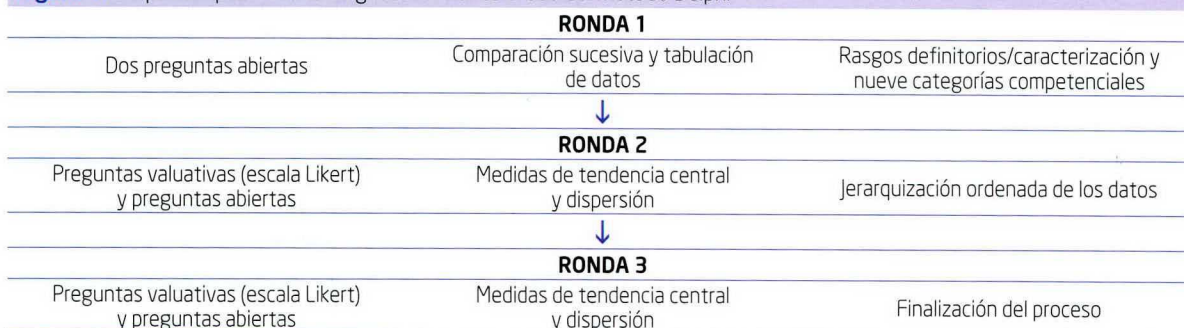 RONDA 1
Dos preguntas abiertas
Comparación sucesiva y tabulación
de datos
Rasgos definitorios/caracterización y
nueve categorías competenciales
↓
RONDA 2
Preguntas valuativas (escala Likert)
y preguntas abiertas
Medidas de tendencia central
y dispersión
Jerarquización ordenada de los datos
↓
RONDA 3
Preguntas valuativas (escala Likert)
y preguntas abiertas
Medidas de tendencia central
y dispersión
Finalización del proceso